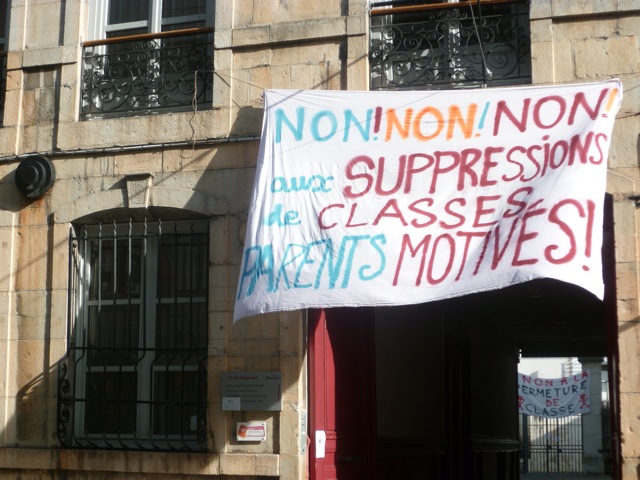 NON! NON! NON!
aux SUPPRESSIONS
de CLASSES
PARENTS MOTIVÉS!
NON À LA
FERMETURE
DE
CLASSE